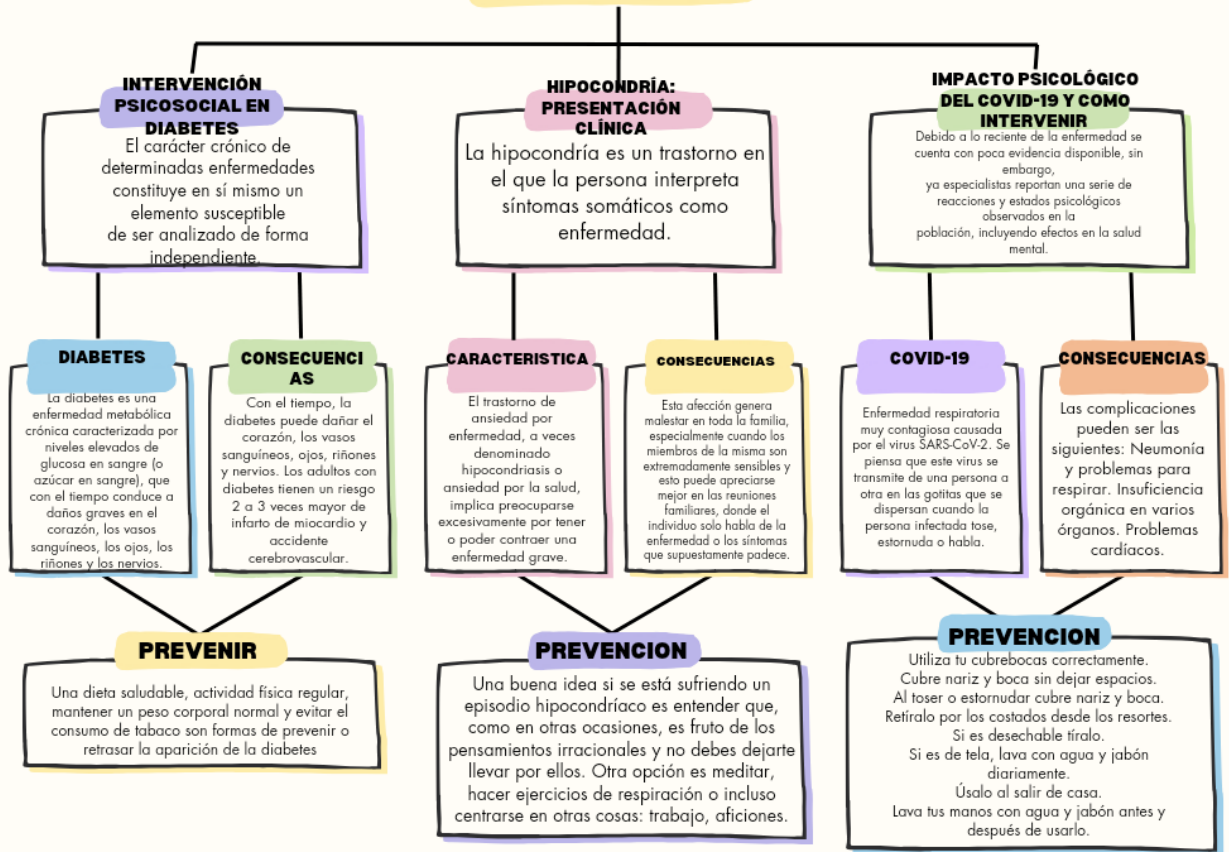 INTERVENCIÓN
PSICOSOCIAL EN
DIABETES
El carácter crónico de
determinadas enfermedades
constituye en sí mismo un
elemento susceptible
de ser analizado de forma
independiente.
HIPOCONDRÍA:
PRESENTACIÓN
CLÍNICA
La hipocondría es un trastorno en
el que la persona interpreta
síntomas somáticos como
enfermedad.
IMPACTO PSICOLÓGICO
DEL COVID-19 Y COMO
INTERVENIR
Debido a lo reciente de la enfermedad se
cuenta con poca evidencia disponible, sin
embargo,
ya especialistas reportan una serie de
reacciones y estados psicológicos
observados en la
población, incluyendo efectos en la salud
mental.
DIABETES
La diabetes es una
enfermedad metabólica
crónica caracterizada por
niveles elevados de
glucosa en sangre (o
azúcar en sangre), que
con el tiempo conduce a
daños graves en el
corazón, los vasos
sanguíneos, los ojos, los
riñones y los nervios.
CONSECUENCI
AS
Con el tiempo, la
diabetes puede dañar el
corazón, los vasos
sanguíneos, ojos, riñones
y nervios. Los adultos con
diabetes tienen un riesgo
2 a 3 veces mayor de
infarto de miocardio y
accidente
cerebrovascular.
CARACTERISTICA
El trastorno de
ansiedad por
enfermedad, a veces
denominado
hipocondriasis o
ansiedad por la salud,
implica preocuparse
excesivamente por tener
o poder contraer una
enfermedad grave.
CONSECUENCIAS
Esta afección genera
malestar en toda la familia,
especialmente cuando los
miembros de la misma son
extremadamente sensibles y
esto puede apreciarse
mejor en las reuniones
familiares, donde el
individuo solo habla de la
enfermedad o los síntomas
que supuestamente padece.
COVID-19
Enfermedad respiratoria
muy contagiosa causada
por el virus SARS-CoV-2. Se
piensa que este virus se
transmite de una persona a
otra en las gotitas que se
dispersan cuando la
persona infectada tose,
estornuda o habla.
CONSECUENCIAS
Las complicaciones
pueden ser las
siguientes: Neumonía
y problemas para
respirar. Insuficiencia
orgánica en varios
órganos. Problemas
cardíacos.
PREVENIR
Una dieta saludable, actividad física regular,
mantener un peso corporal normal y evitar el
consumo de tabaco son formas de prevenir o
retrasar la aparición de la diabetes
PREVENCION
Una buena idea si se está sufriendo un
episodio hipocondríaco es entender que,
como en otras ocasiones, es fruto de los
pensamientos irracionales y no debes dejarte
llevar por ellos. Otra opción es meditar,
hacer ejercicios de respiración o incluso
centrarse en otras cosas: trabajo, aficiones.
PREVENCION
Utiliza tu cubrebocas correctamente.
Cubre nariz y boca sin dejar espacios.
Al toser o estornudar cubre nariz y boca.
Retíralo por los costados desde los resortes.
Si es desechable tíralo.
Si es de tela, lava con agua y jabón
diariamente.
Úsalo al salir de casa.
Lava tus manos con agua y jabón antes y
después de usarlo.